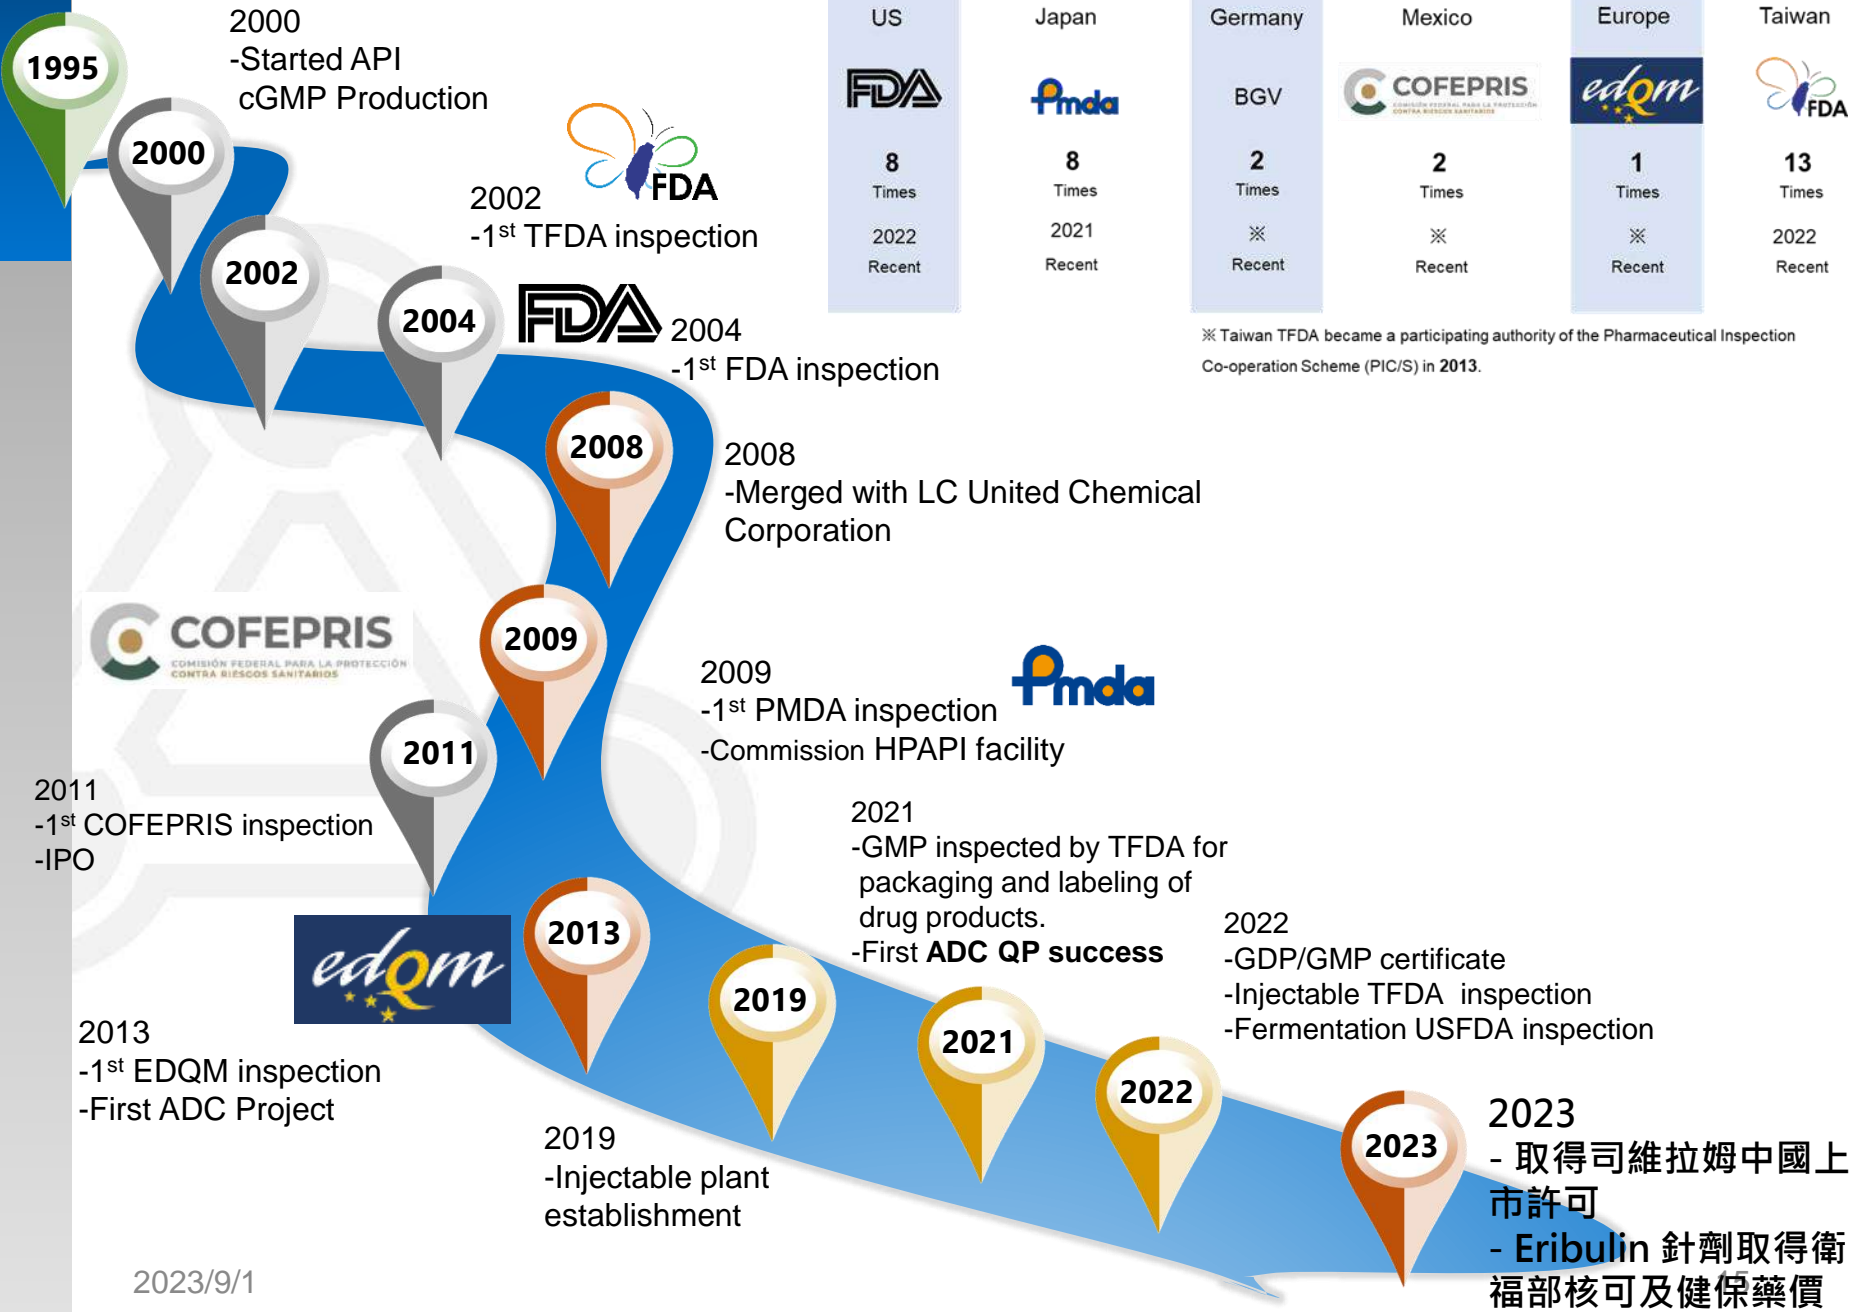 1995
2000
-Started API
cGMP Production
2000
FDA
2002
-1st TFDA inspection
2002
2004
FDA
2004
-1st FDA inspection
2008
2008
-Merged with LC United Chemical
Corporation
COFEPRIS
COMISIÓN FEDERAL PARA LA PROTECCIÓN
CONTRA RIESGOS SANITARIOS
2009
2009
-1st PMDA inspection
-Commission HPAPI facility
Pmda
2011
2011
-1st COFEPRIS inspection
-IPO
edQm
2013
2013
-1st EDQM inspection
-First ADC Project
2019
2019
-Injectable plant
establishment
2021
-GMP inspected by TFDA for
packaging and labeling of
drug products.
-First ADC QP success
2021
2022
-GDP/GMP certificate
-Injectable TFDA inspection
-Fermentation USFDA inspection
2022
2023
2023
- 取得司維拉姆中國上
市許可
- Eribulin 針劑取得衛
福部核可及健保藥價
US Japan Germany Mexico Europe Taiwan
FDA Pmda BGV COFEPRIS edQm FDA
COMISIÓN FEDERAL PARA LA PROTECCIÓN
CONTRA RIESGOS SANITARIOS
8 8 2 2 1 13
Times Times Times Times Times Times
2022 2021 ※ ※ ※ 2022
Recent Recent Recent Recent Recent Recent
※ Taiwan TFDA became a participating authority of the Pharmaceutical Inspection
Co-operation Scheme (PIC/S) in 2013.
2023/9/1
15